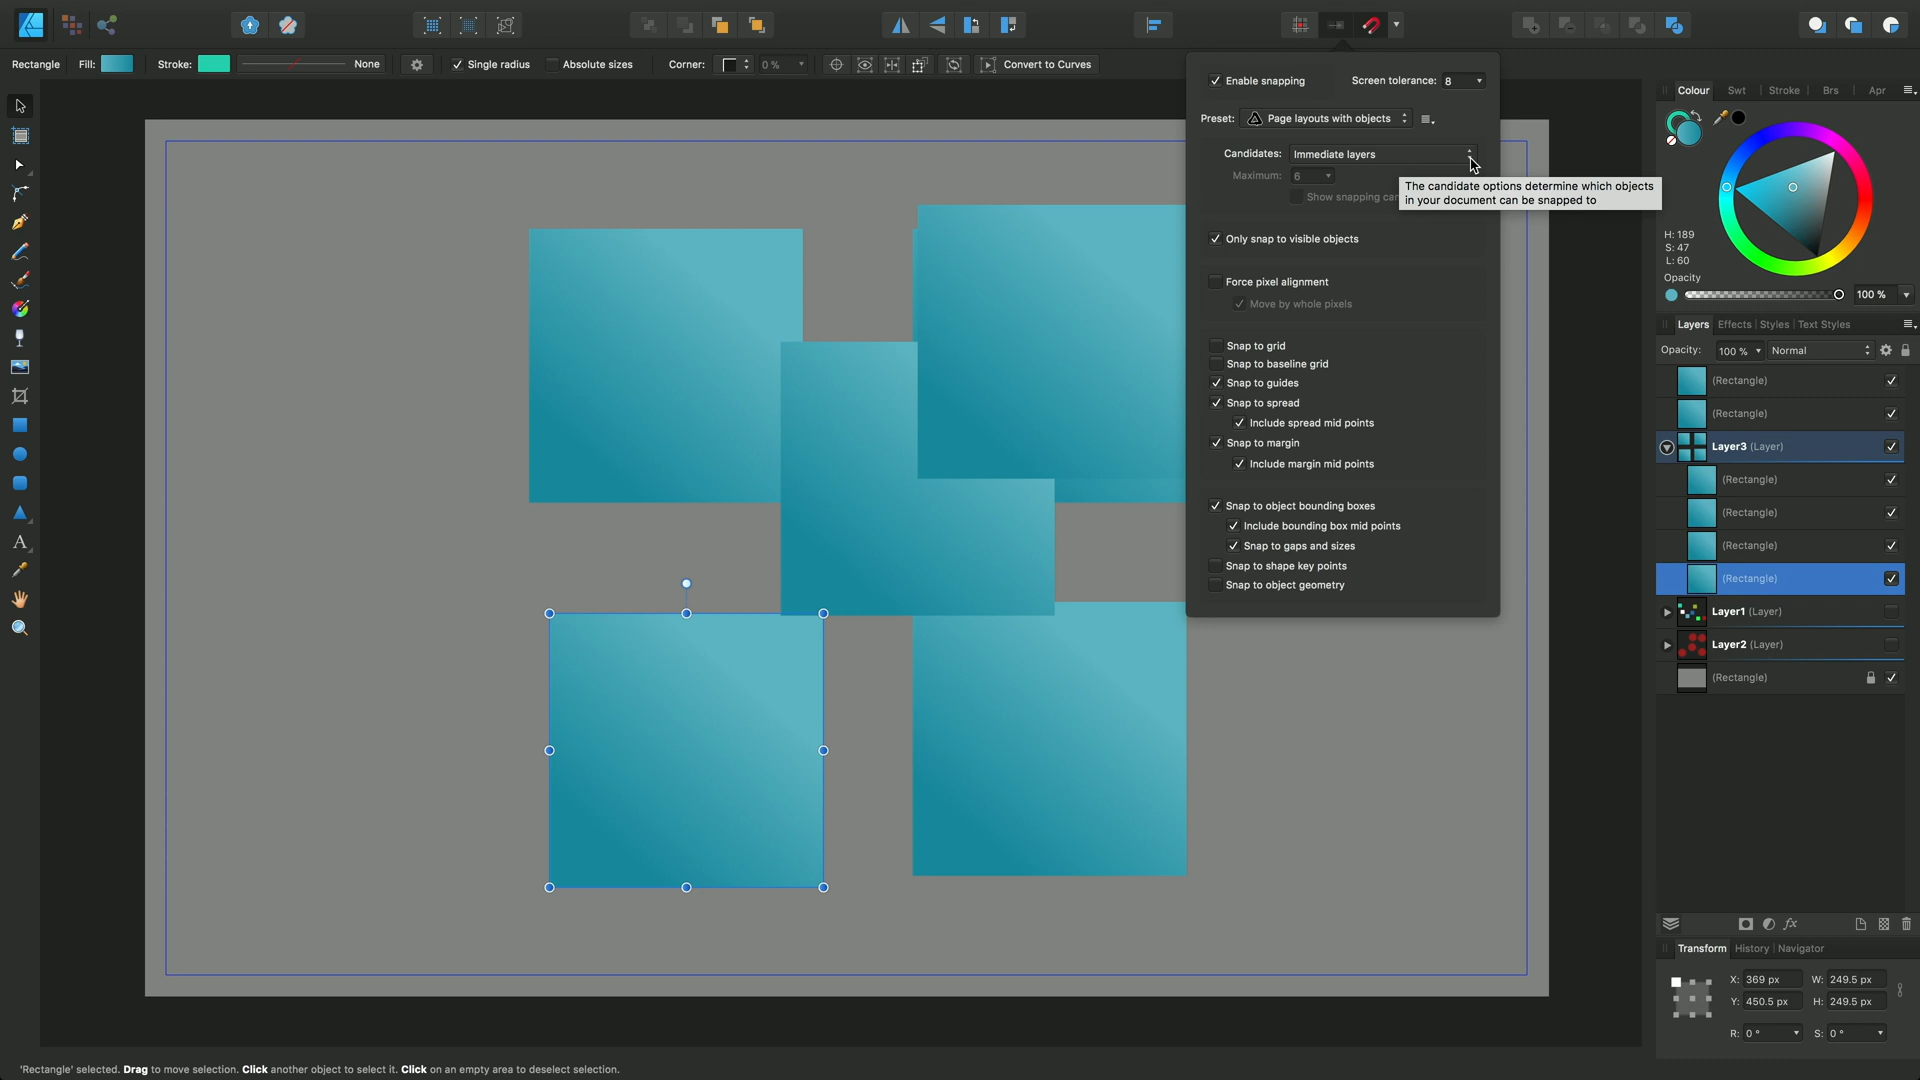 Rectangle Fill: Stroke: None Single radius Absolute sizes Corner: 0 % Convert to Curves
Enable snapping Screen tolerance: 8
Preset: Page layouts with objects
Candidates: Immediate layers
Maximum: 6
Show snapping can
The candidate options determine which objects
in your document can be snapped to
Only snap to visible objects
Force pixel alignment
Move by whole pixels
Snap to grid
Snap to baseline grid
Snap to guides
Snap to spread
Include spread mid points
Snap to margin
Include margin mid points
Snap to object bounding boxes
Include bounding box mid points
Snap to gaps and sizes
Snap to shape key points
Snap to object geometry
Colour Swt Stroke Brs Apr
H: 189
S: 47
L: 60
Opacity
100 %
Layers Effects Styles Text Styles
Opacity: 100 % Normal
(Rectangle)
(Rectangle)
Layer3 (Layer)
(Rectangle)
(Rectangle)
(Rectangle)
(Rectangle)
Layer1 (Layer)
Layer2 (Layer)
(Rectangle)
fx
Transform History Navigator
X: 369 px W: 249.5 px
Y: 450.5 px H: 249.5 px
R: 0 ° S: 0 °
A
'Rectangle' selected. Drag to move selection. Click another object to select it. Click on an empty area to deselect selection.